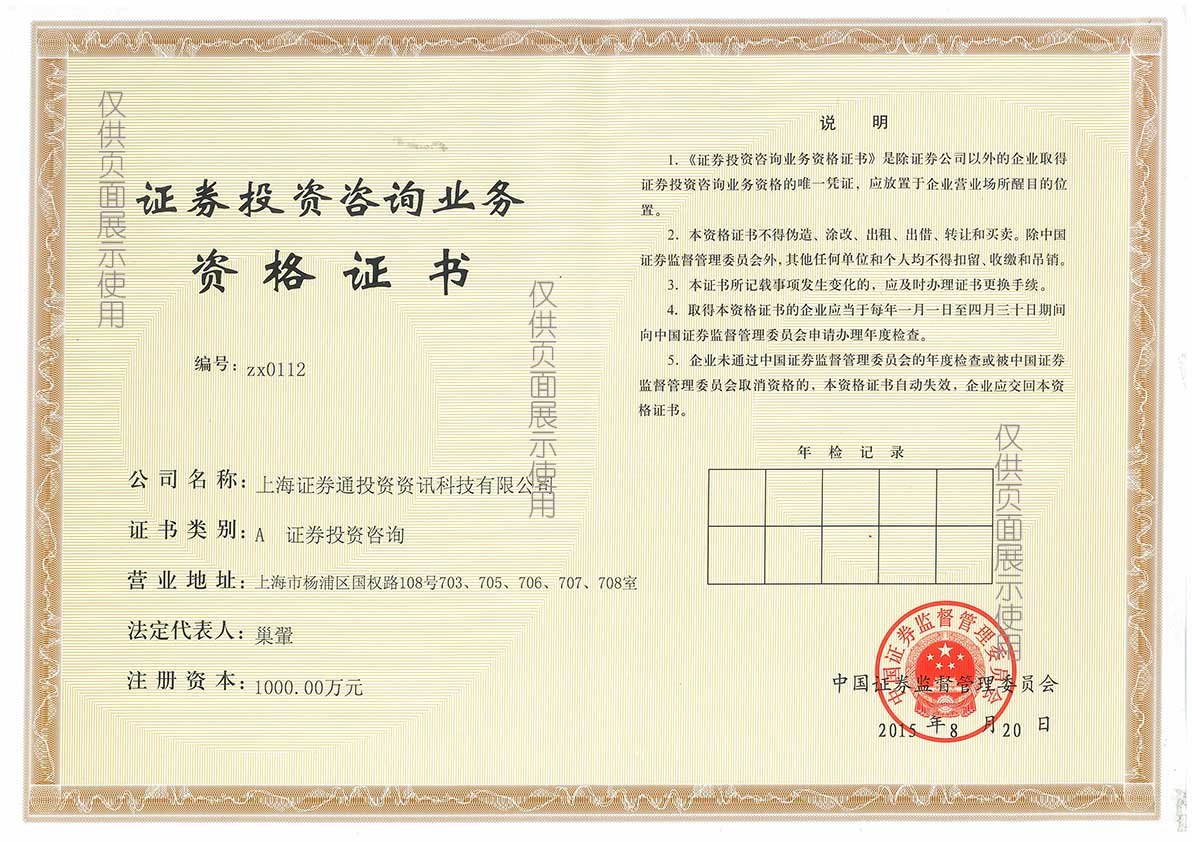 证券投资咨询业务
资格证书
编号：zx0112
公司名称：上海证券通投资资讯科技有限公司
证书类别：A 证券投资咨询
营业地址：上海市杨浦区国权路108号703、705、706、707、708室
法定代表人：巢翬
注册资本：1000.00万元
说 明
1．《证券投资咨询业务资格证书》是除证券公司以外的企业取得
证券投资咨询业务资格的唯一凭证，应放置于企业营业场所醒目的位
置。
2．本资格证书不得伪造、涂改、出租、出借、转让和买卖。除中国
证券监督管理委员会外，其他任何单位和个人均不得扣留、收缴和吊销。
3．本证书所记载事项发生变化的，应及时办理证书更换手续。
4．取得本资格证书的企业应当于每年一月一日至四月三十日期间
向中国证券监督管理委员会申请办理年度检查。
5．企业未通过中国证券监督管理委员会的年度检查或被中国证券
监督管理委员会取消资格的，本资格证书自动失效，企业应交回本资
格证书。
年检记录
中国证券监督管理委员会
2015年8月20日
中国证券监督管理委员会
仅供页面展示使用
仅供页面展示使用
仅供页面展示使用